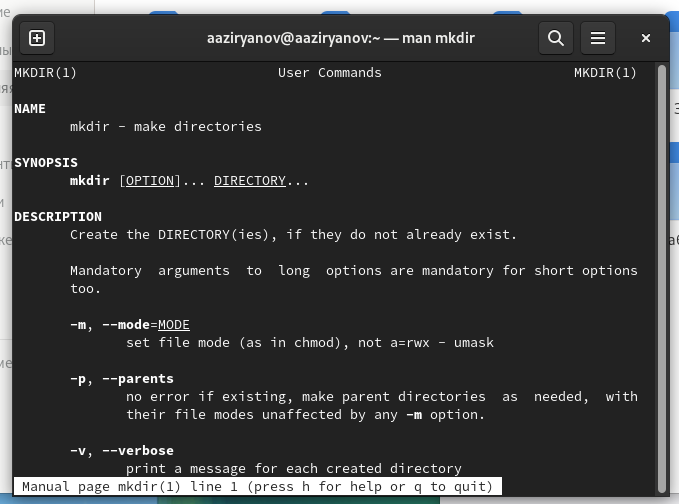 aaziryanov@aaziryanov:~ — man mkdir
MKDIR(1) User Commands MKDIR(1)
NAME
mkdir - make directories
SYNOPSIS
mkdir [OPTION]... DIRECTORY...
DESCRIPTION
Create the DIRECTORY(ies), if they do not already exist.
Mandatory arguments to long options are mandatory for short options
too.
-m, --mode=MODE
set file mode (as in chmod), not a=rwx - umask
-p, --parents
no error if existing, make parent directories as needed, with
their file modes unaffected by any -m option.
-v, --verbose
print a message for each created directory
Manual page mkdir(1) line 1 (press h for help or q to quit)